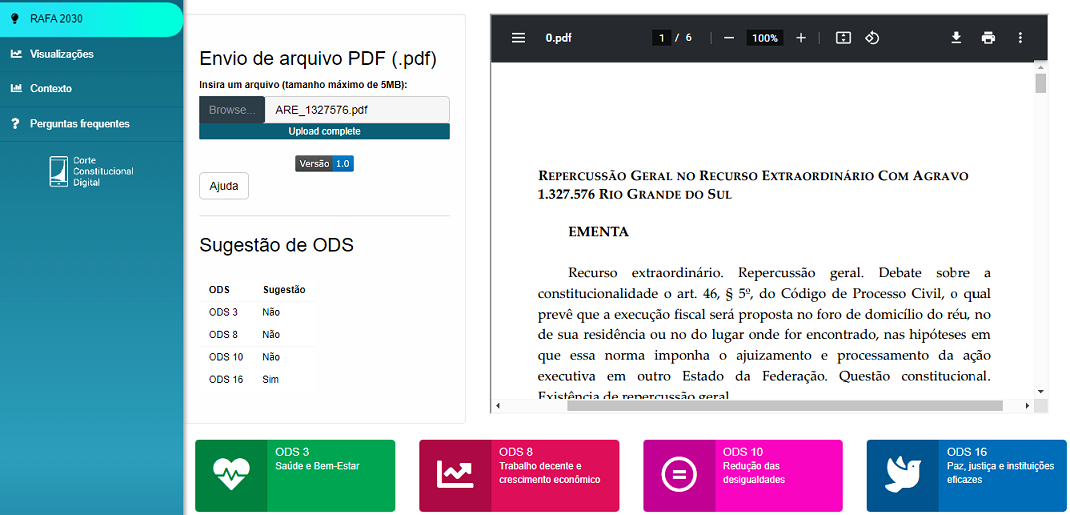 RAFA 2030
Visualizações
Contexto
Perguntas frequentes
Corte
Constitucional
Digital
Envio de arquivo PDF (.pdf)
Insira um arquivo (tamanho máximo de 5MB):
Browse... ARE_1327576.pdf
Upload complete
Versão 1.0
Ajuda
Sugestão de ODS
ODS Sugestão
ODS 3 Não
ODS 8 Não
ODS 10 Não
ODS 16 Sim
0.pdf 1 / 6 100%
REPERCUSSÃO GERAL NO RECURSO EXTRAORDINÁRIO COM AGRAVO
1.327.576 RIO GRANDE DO SUL
EMENTA
Recurso extraordinário. Repercussão geral. Debate sobre a
constitucionalidade o art. 46, § 5º, do Código de Processo Civil, o qual
prevê que a execução fiscal será proposta no foro de domicílio do réu, no
de sua residência ou no do lugar onde for encontrado, nas hipóteses em
que essa norma imponha o ajuizamento e processamento da ação
executiva em outro Estado da Federação. Questão constitucional.
Existência de repercussão geral.
ODS 3
Saúde e Bem-Estar
ODS 8
Trabalho decente e
crescimento econômico
ODS 10
Redução das
desigualdades
ODS 16
Paz, justiça e instituições
eficazes